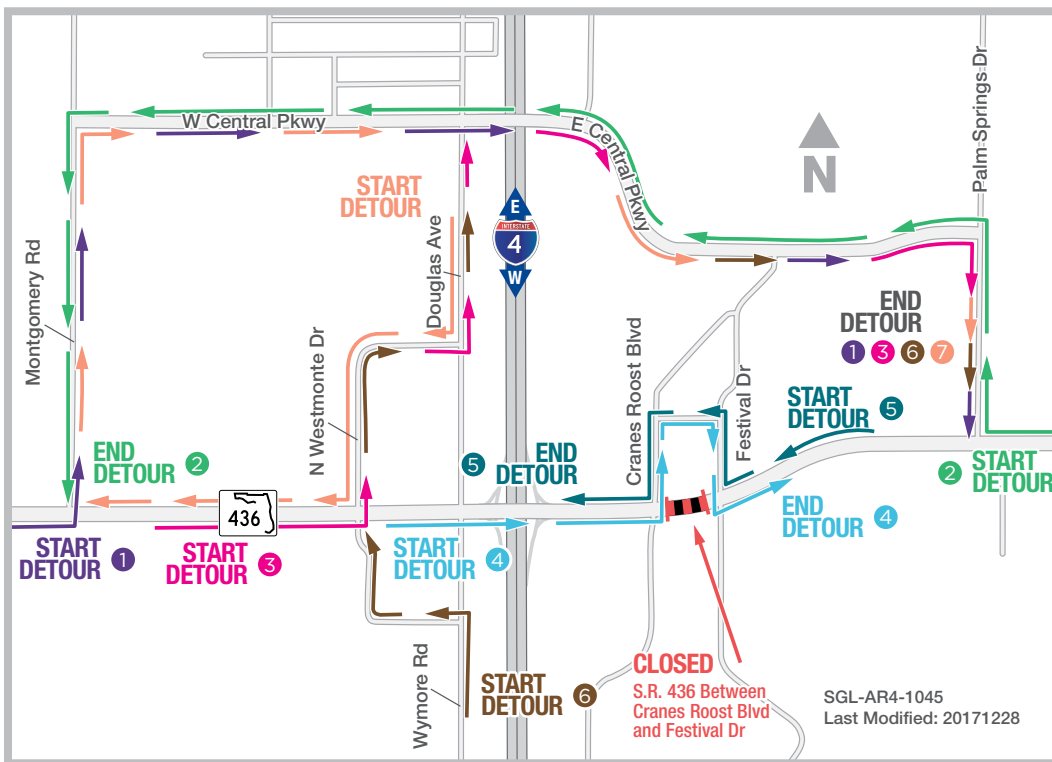 W Central Pkwy
E Central Pkwy
Palm Springs Dr
N
START
DETOUR
Douglas Ave
E
INTERSTATE
4
W
Montgomery Rd
N Westmonte Dr
Cranes Roost Blvd
Festival Dr
END
DETOUR
1 3 6 7
START
DETOUR 5
END
DETOUR 2
5 END
DETOUR
2 START
DETOUR
436
END
DETOUR 4
START
DETOUR 1
START
DETOUR 3
START
DETOUR 4
Wymore Rd
START
DETOUR 6
CLOSED
S.R. 436 Between
Cranes Roost Blvd
and Festival Dr
SGL-AR4-1045
Last Modified: 20171228